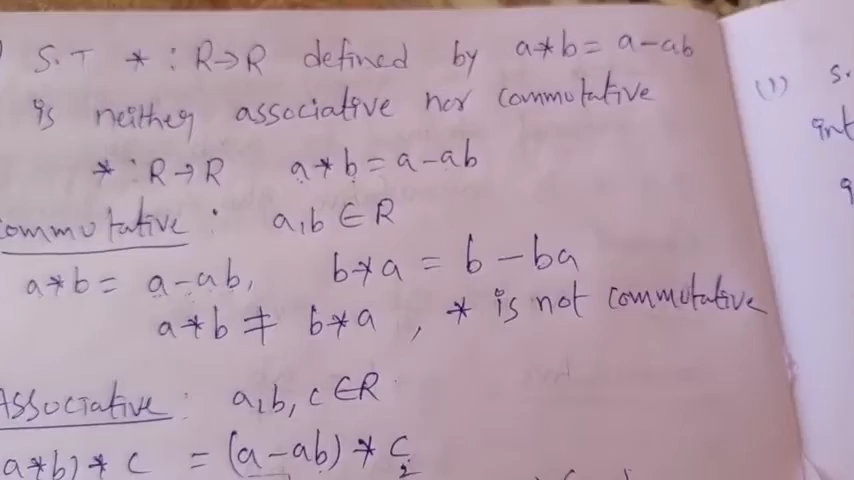 S.T * : R→R defined by a*b = a-ab
is neither associative nor commutative
* : R→R a*b = a-ab
commutative : a,b ∈ R
a*b = a-ab, b*a = b-ba
a*b ≠ b*a , * is not commutative
Associative : a,b,c ∈ R
a*b) * c = (a-ab) * c
(1) S.
int